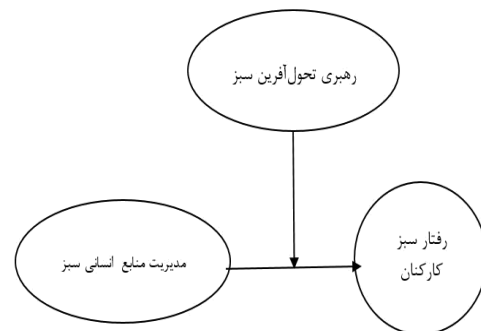 رهبری تحول‌آفرین سبز
رفتار سبز
کارکنان
مدیریت منابع انسانی سبز